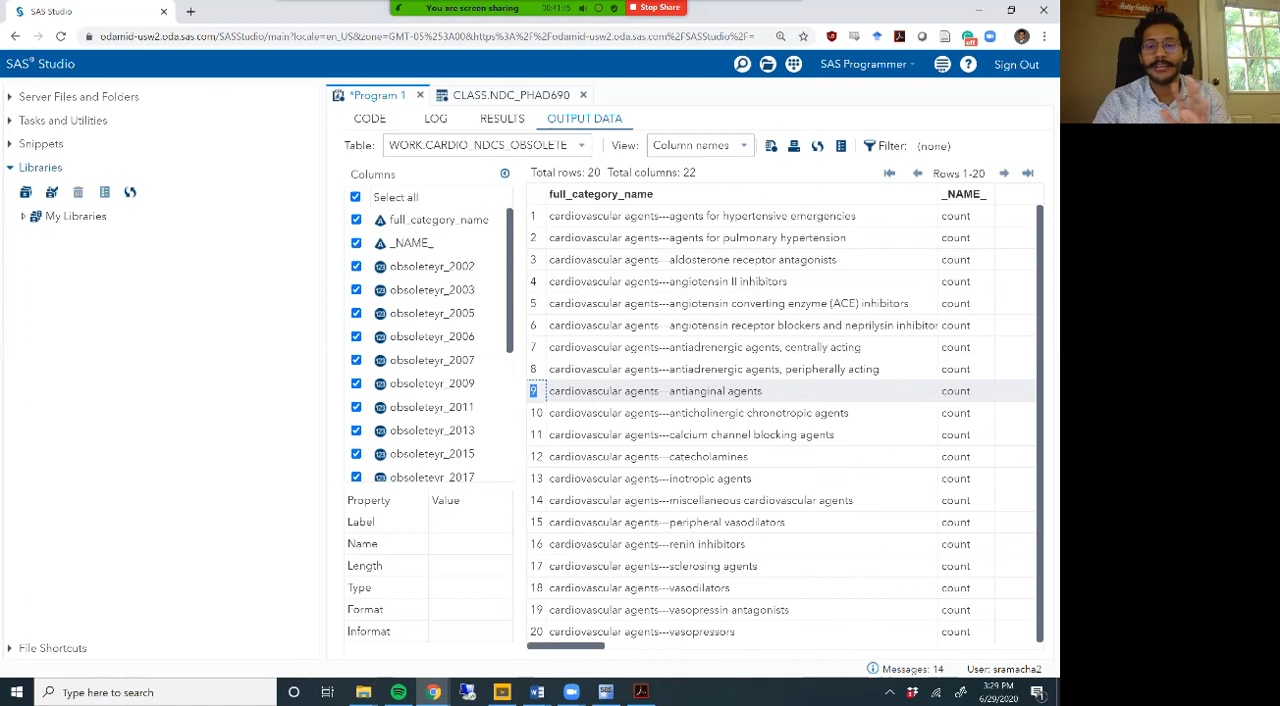 SAS Studio
You are screen sharing
Stop Share
odamid-usw2.oda.sas.com/SASStudio/main?locale=en_US&zone=GMT-05%253A00&https%3A%2F%2Fodamid-usw2.oda.sas.com%2FSASStudio%2F=
SAS® Studio
SAS Programmer
Sign Out
Server Files and Folders
Tasks and Utilities
Snippets
Libraries
My Libraries
File Shortcuts
*Program 1
CLASS.NDC_PHAD690
CODE
LOG
RESULTS
OUTPUT DATA
Table: WORK.CARDIO_NDCS_OBSOLETE
View: Column names
Filter: (none)
Columns
Total rows: 20 Total columns: 22
Rows 1-20
Select all
full_category_name
_NAME_
obsoleteyr_2002
obsoleteyr_2003
obsoleteyr_2005
obsoleteyr_2006
obsoleteyr_2007
obsoleteyr_2009
obsoleteyr_2011
obsoleteyr_2013
obsoleteyr_2015
obsoleteyr_2017
Property Value
Label
Name
Length
Type
Format
Informat
full_category_name _NAME_
1 cardiovascular agents---agents for hypertensive emergencies count
2 cardiovascular agents---agents for pulmonary hypertension count
3 cardiovascular agents---aldosterone receptor antagonists count
4 cardiovascular agents---angiotensin II inhibitors count
5 cardiovascular agents---angiotensin converting enzyme (ACE) inhibitors count
6 cardiovascular agents---angiotensin receptor blockers and neprilysin inhibitor count
7 cardiovascular agents---antiadrenergic agents, centrally acting count
8 cardiovascular agents---antiadrenergic agents, peripherally acting count
9 cardiovascular agents---antianginal agents count
10 cardiovascular agents---anticholinergic chronotropic agents count
11 cardiovascular agents---calcium channel blocking agents count
12 cardiovascular agents---catecholamines count
13 cardiovascular agents---inotropic agents count
14 cardiovascular agents---miscellaneous cardiovascular agents count
15 cardiovascular agents---peripheral vasodilators count
16 cardiovascular agents---renin inhibitors count
17 cardiovascular agents---sclerosing agents count
18 cardiovascular agents---vasodilators count
19 cardiovascular agents---vasopressin antagonists count
20 cardiovascular agents---vasopressors count
Messages: 14
User: sramacha2
Type here to search
3:29 PM
6/29/2020